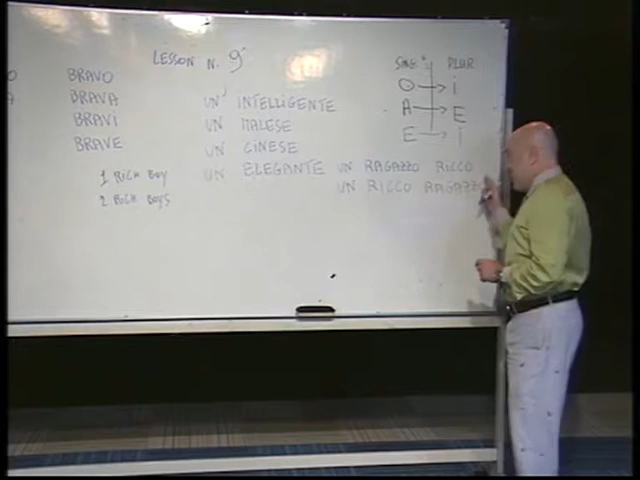 LESSON N. 9
SING. PLUR
O → i
A → E
E → i
BRAVO
BRAVA
BRAVi
BRAVE
1 RiCH BOY
2 RiCH BOYS
UN' INTELLiGENTE
UN
UN CiNESE
UN ELEGANTE
UN RAGAZZO RiCCO
UN RiCCO RAGAZZO